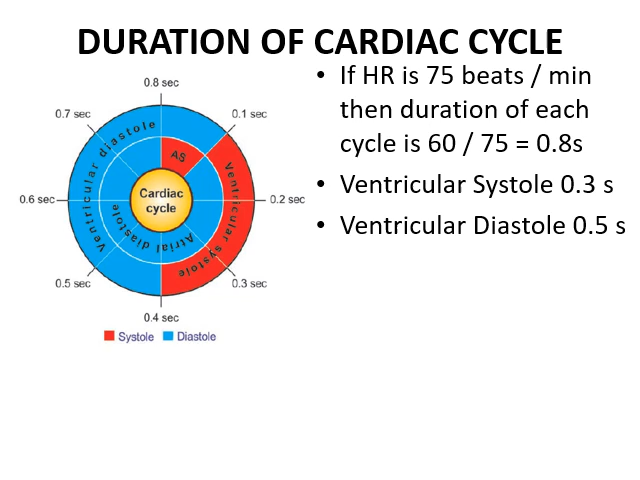 DURATION OF CARDIAC CYCLE
0.8 sec
0.7 sec
0.1 sec
0.6 sec
0.2 sec
0.5 sec
0.3 sec
0.4 sec
Ventricular diastole
AS
Ventricular systole
Atrial diastole
Cardiac
cycle
Systole
Diastole
• If HR is 75 beats / min
then duration of each
cycle is 60 / 75 = 0.8s
• Ventricular Systole 0.3 s
• Ventricular Diastole 0.5 s